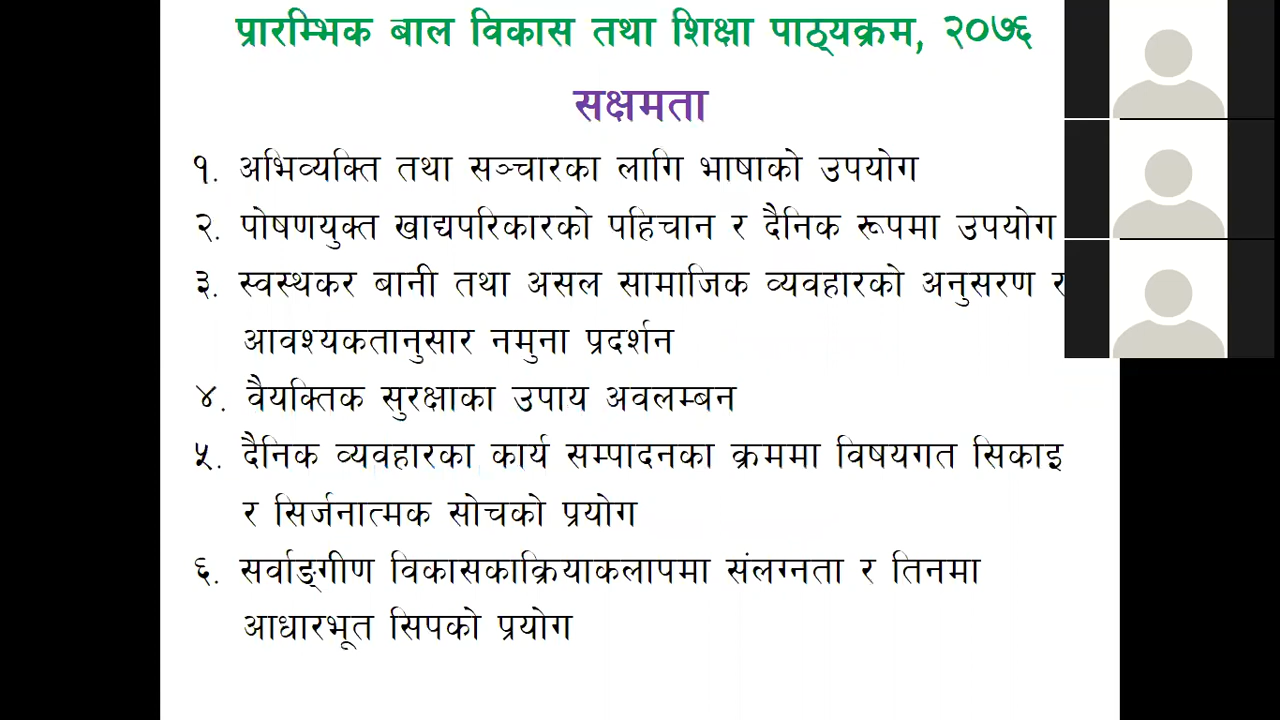 प्रारम्भिक बाल विकास तथा शिक्षा पाठ्यक्रम, २०७६
सक्षमता
१. अभिव्यक्ति तथा सञ्चारका लागि भाषाको उपयोग
२. पोषणयुक्त खाद्यपरिकारको पहिचान र दैनिक रूपमा उपयोग
३. स्वस्थकर बानी तथा असल सामाजिक व्यवहारको अनुसरण र
आवश्यकतानुसार नमुना प्रदर्शन
४. वैयक्तिक सुरक्षाका उपाय अवलम्बन
५. दैनिक व्यवहारका कार्य सम्पादनका क्रममा विषयगत सिकाइ
र सिर्जनात्मक सोचको प्रयोग
६. सर्वाङ्गीण विकासकाक्रियाकलापमा संलग्नता र तिनमा
आधारभूत सिपको प्रयोग